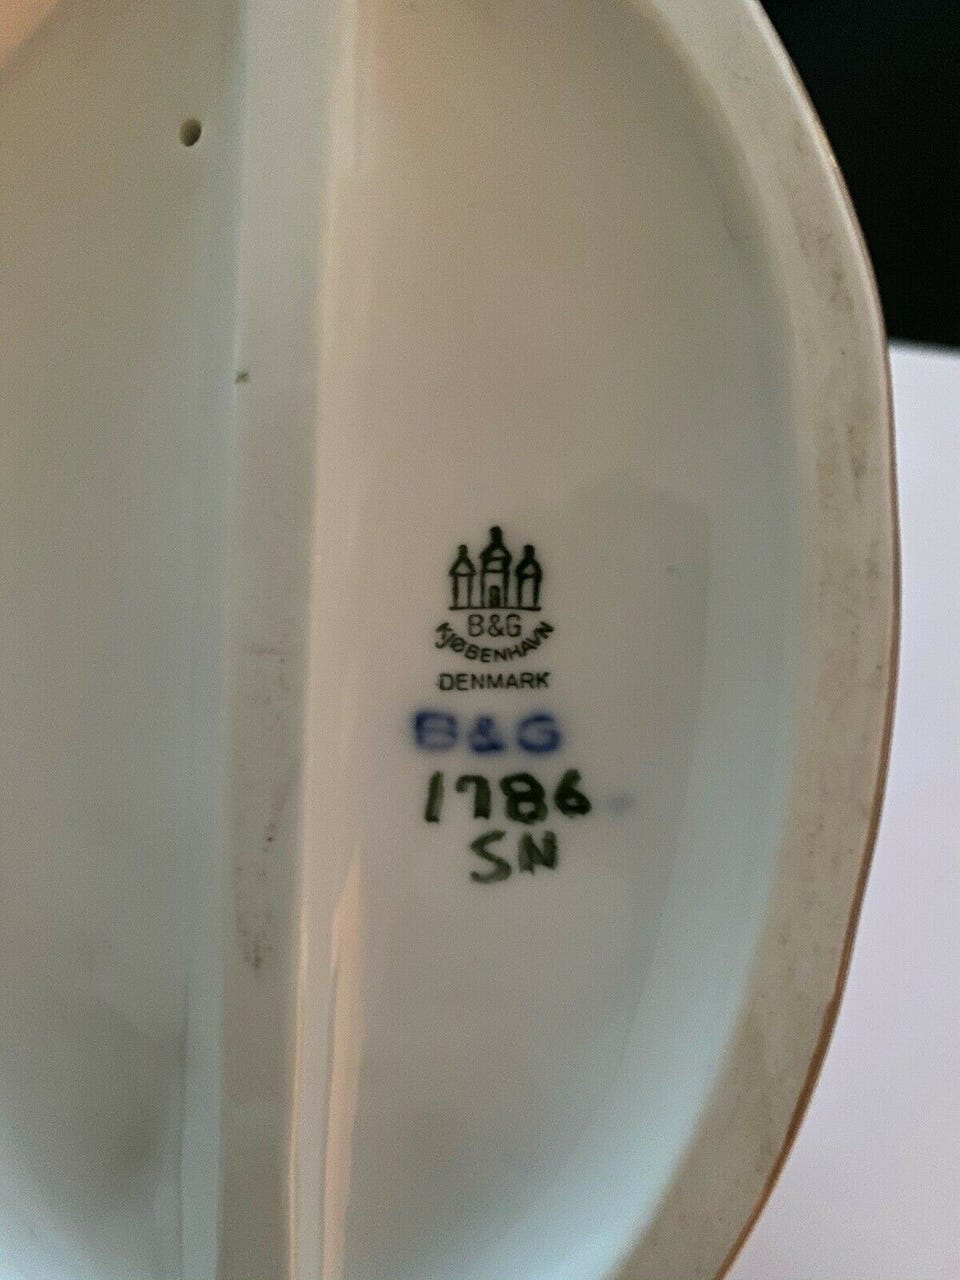 B&G
KJØBENHAVN
DENMARK
B&G
1786
SN